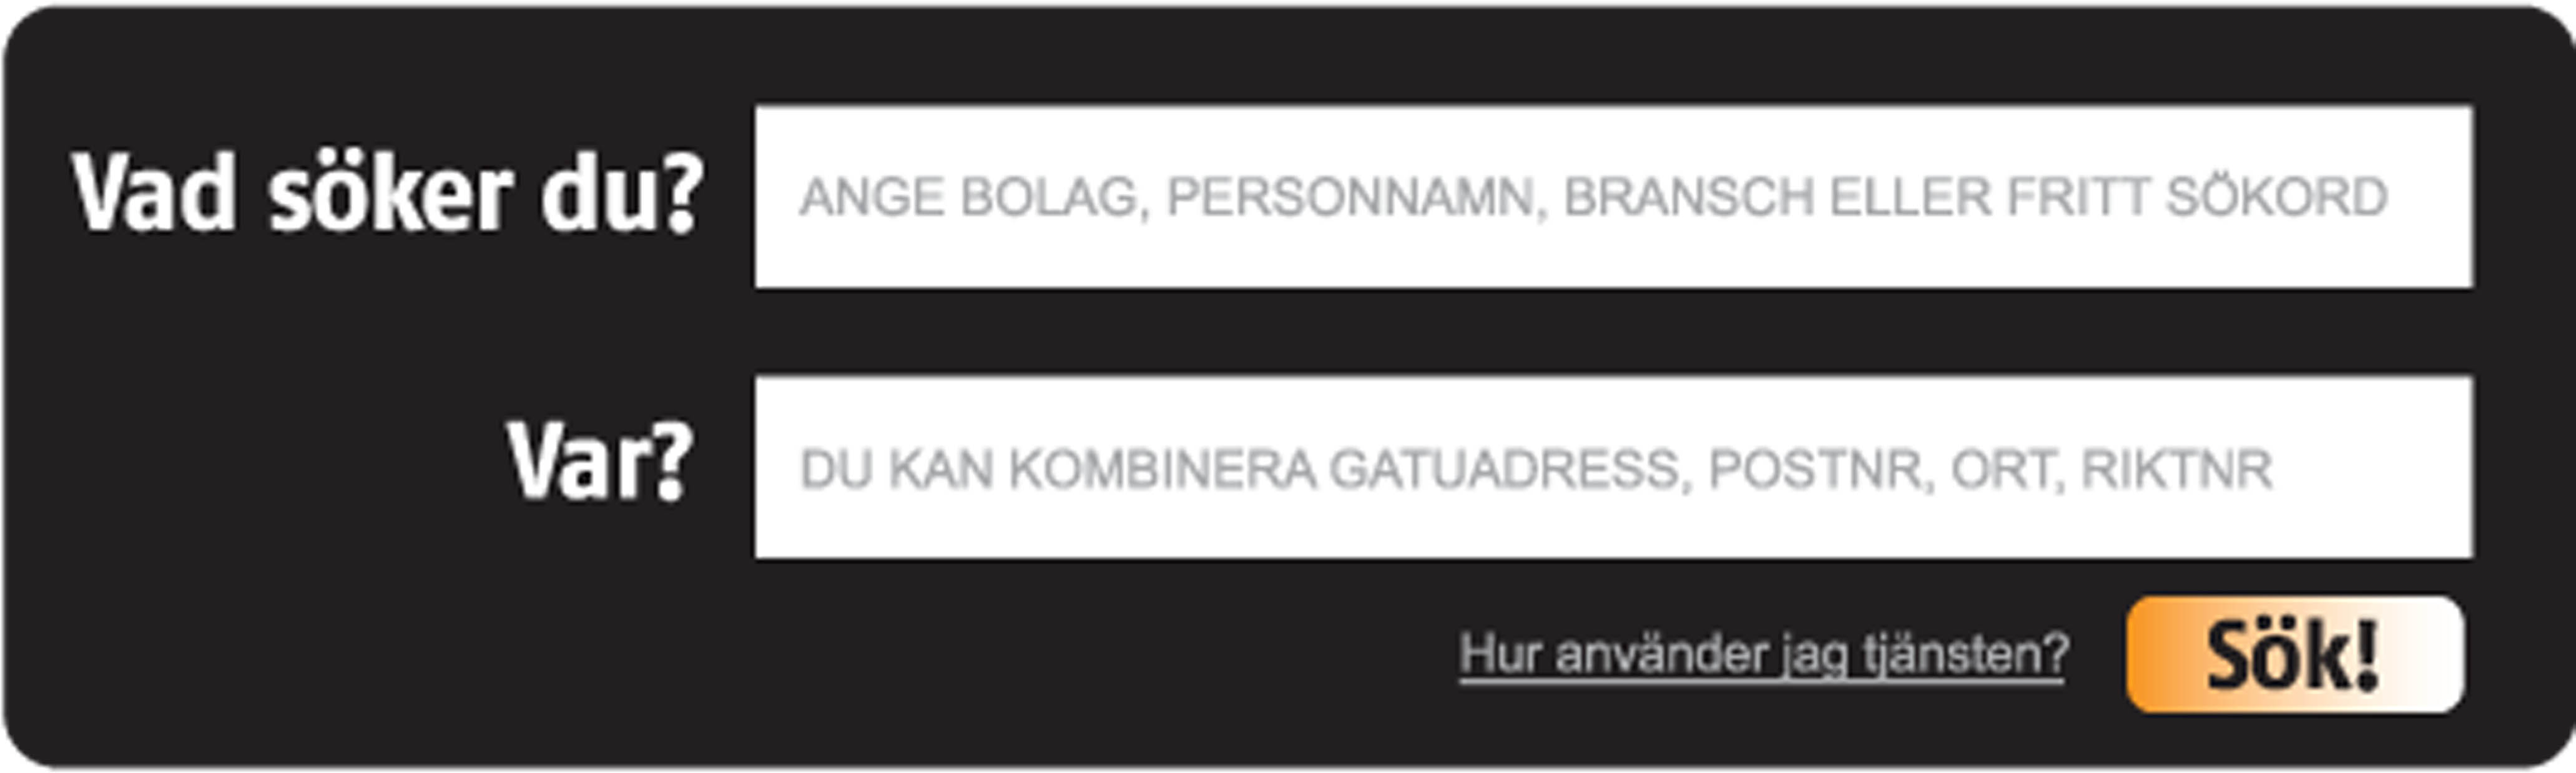 Vad söker du?
ANGE BOLAG, PERSONNAMN, BRANSCH ELLER FRITT SÖKORD
Var?
DU KAN KOMBINERA GATUADRESS, POSTNR, ORT, RIKTNR
Hur använder jag tjänsten?
Sök!